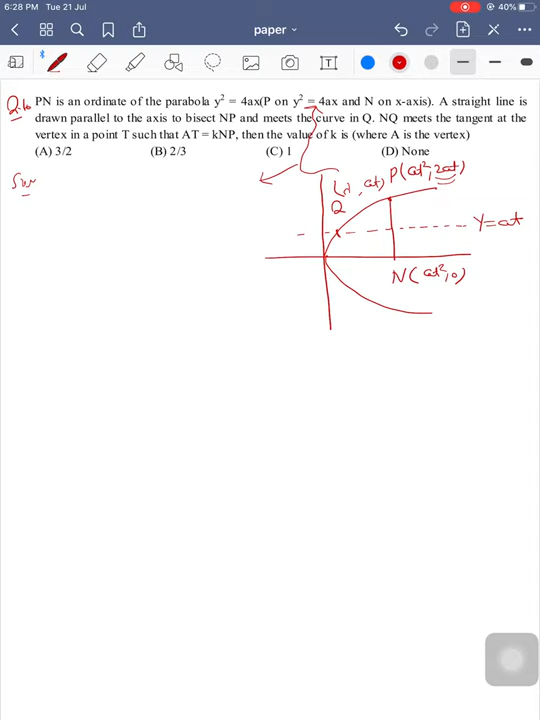 6:28 PM Tue 21 Jul
40%
paper
Q.16 PN is an ordinate of the parabola y² = 4ax(P on y² = 4ax and N on x-axis). A straight line is
drawn parallel to the axis to bisect NP and meets the curve in Q. NQ meets the tangent at the
vertex in a point T such that AT = kNP, then the value of k is (where A is the vertex)
(A) 3/2 (B) 2/3 (C) 1 (D) None
P(at², 2at)
, at)
Q
y=at
N(at²,0)